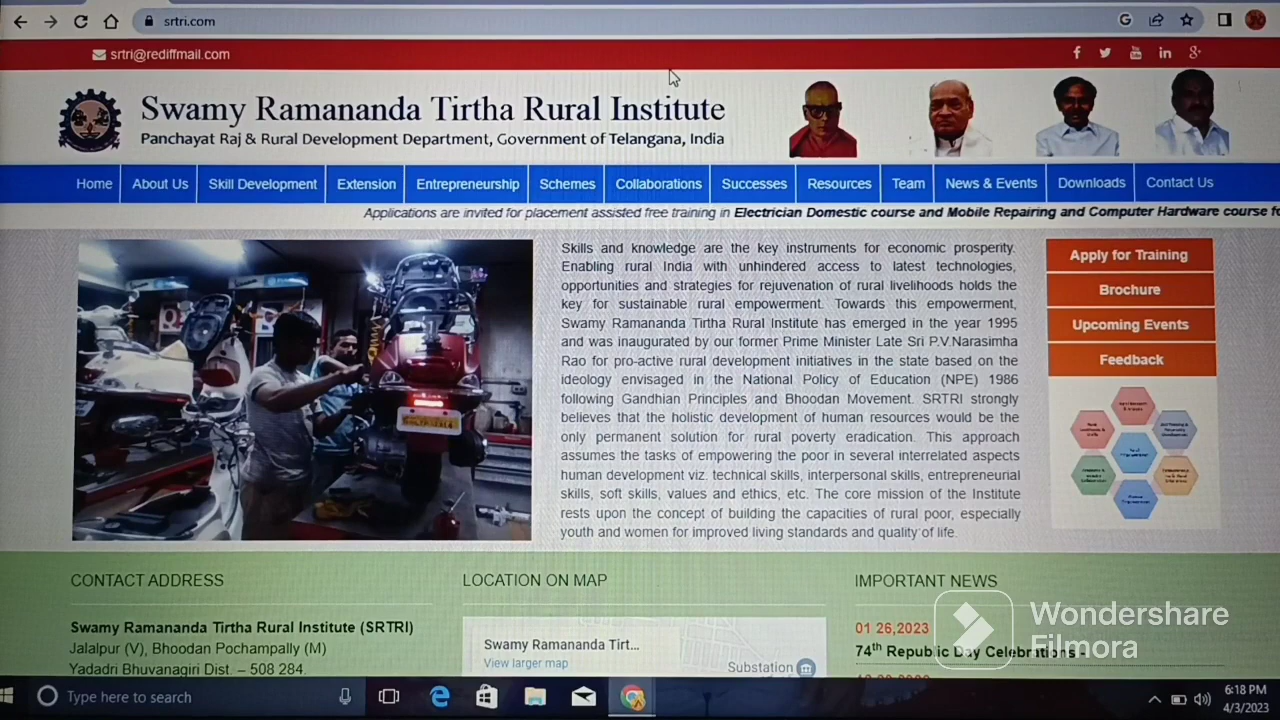 srtri.com
srtri@rediffmail.com
Swamy Ramananda Tirtha Rural Institute
Panchayat Raj & Rural Development Department, Government of Telangana, India
Home About Us Skill Development Extension Entrepreneurship Schemes Collaborations Successes Resources Team News & Events Downloads Contact Us
Applications are invited for placement assisted free training in Electrician Domestic course and Mobile Repairing and Computer Hardware course
Skills and knowledge are the key instruments for economic prosperity.
Enabling rural India with unhindered access to latest technologies,
opportunities and strategies for rejuvenation of rural livelihoods holds the
key for sustainable rural empowerment. Towards this empowerment,
Swamy Ramananda Tirtha Rural Institute has emerged in the year 1995
and was inaugurated by our former Prime Minister Late Sri P.V.Narasimha
Rao for pro-active rural development initiatives in the state based on the
ideology envisaged in the National Policy of Education (NPE) 1986
following Gandhian Principles and Bhoodan Movement. SRTRI strongly
believes that the holistic development of human resources would be the
only permanent solution for rural poverty eradication. This approach
assumes the tasks of empowering the poor in several interrelated aspects
human development viz. technical skills, interpersonal skills, entrepreneurial
skills, soft skills, values and ethics, etc. The core mission of the Institute
rests upon the concept of building the capacities of rural poor, especially
youth and women for improved living standards and quality of life.
Apply for Training
Brochure
Upcoming Events
Feedback
CONTACT ADDRESS
Swamy Ramananda Tirtha Rural Institute (SRTRI)
Jalalpur (V), Bhoodan Pochampally (M)
Yadadri Bhuvanagiri Dist. – 508 284.
LOCATION ON MAP
Swamy Ramananda Tirt...
View larger map
Substation
IMPORTANT NEWS
01 26,2023
74th Republic Day Celebrations -
Wondershare
Filmora
Type here to search
6:18 PM
4/3/2023